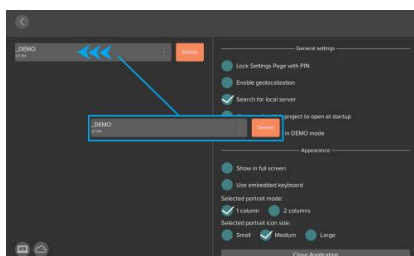 _DEMO
Delete
General settings
Lock Settings Page with PIN
Enable geolocalization
Search for local server
project to open at startup
_DEMO
Delete
in DEMO mode
Appearance
Show in full screen
Use embedded keyboard
Selected portrait mode:
1 column 2 columns
Selected portrait icon size:
Small Medium Large
Close Application